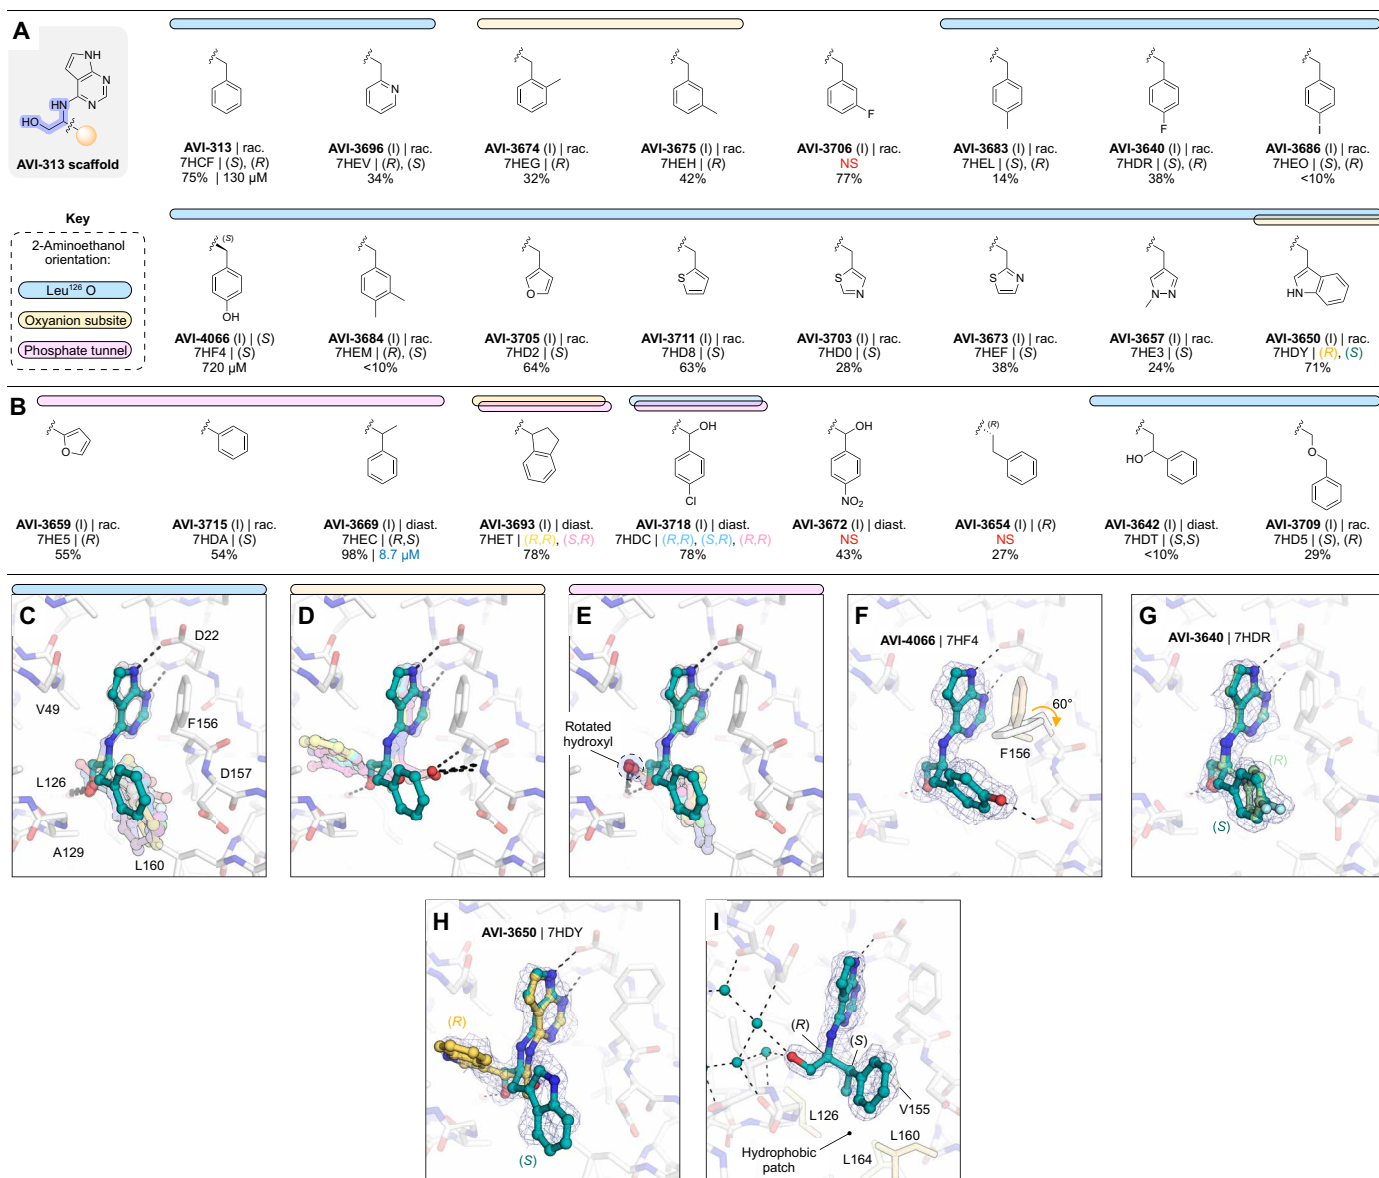 A
NH
N
N
HN
HO
AVI-313 scaffold
N
F
F
I
AVI-313 | rac.
7HCF | (S), (R)
75% | 130 µM
AVI-3696 (I) | rac.
7HEV | (R), (S)
34%
AVI-3674 (I) | rac.
7HEG | (R)
32%
AVI-3675 (I) | rac.
7HEH | (R)
42%
AVI-3706 (I) | rac.
NS
77%
AVI-3683 (I) | rac.
7HEL | (S), (R)
14%
AVI-3640 (I) | rac.
7HDR | (S), (R)
38%
AVI-3686 (I) | rac.
7HEO | (S), (R)
<10%
Key
2-Aminoethanol
orientation:
Leu126 O
Oxyanion subsite
Phosphate tunnel
(S)
OH
O
S
S
N
S
N
N
N
HN
AVI-4066 (I) | (S)
7HF4 | (S)
720 µM
AVI-3684 (I) | rac.
7HEM | (R), (S)
<10%
AVI-3705 (I) | rac.
7HD2 | (S)
64%
AVI-3711 (I) | rac.
7HD8 | (S)
63%
AVI-3703 (I) | rac.
7HD0 | (S)
28%
AVI-3673 (I) | rac.
7HEF | (S)
38%
AVI-3657 (I) | rac.
7HE3 | (S)
24%
AVI-3650 (I) | rac.
7HDY | (R), (S)
71%
B
O
OH
Cl
OH
NO2
(R)
HO
O
AVI-3659 (I) | rac.
7HE5 | (R)
55%
AVI-3715 (I) | rac.
7HDA | (S)
54%
AVI-3669 (I) | diast.
7HEC | (R,S)
98% | 8.7 µM
AVI-3693 (I) | diast.
7HET | (R,R), (S,R)
78%
AVI-3718 (I) | diast.
7HDC | (R,R), (S,R), (R,R)
78%
AVI-3672 (I) | diast.
NS
43%
AVI-3654 (I) | (R)
NS
27%
AVI-3642 (I) | diast.
7HDT | (S,S)
<10%
AVI-3709 (I) | rac.
7HD5 | (S), (R)
29%
C
D22
V49
F156
L126
D157
A129
L160
D
E
Rotated
hydroxyl
F
AVI-4066 | 7HF4
60°
F156
G
AVI-3640 | 7HDR
(R)
(S)
H
AVI-3650 | 7HDY
(R)
(S)
I
(R)
(S)
L126
V155
L160
Hydrophobic
patch
L164